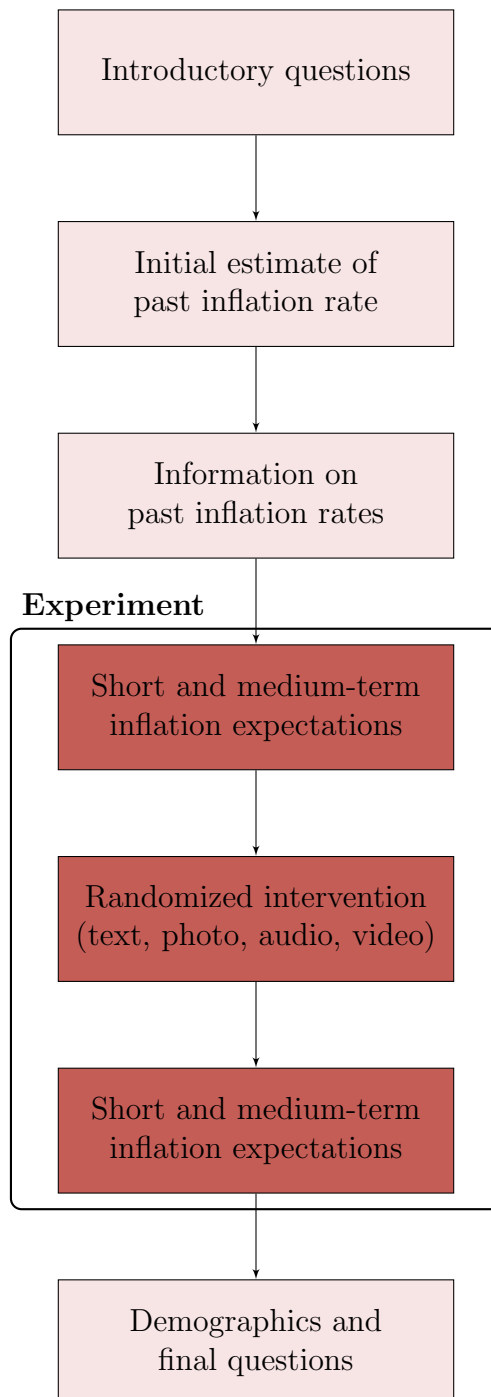 Introductory questions
Initial estimate of
past inflation rate
Information on
past inflation rates
Experiment
Short and medium-term
inflation expectations
Randomized intervention
(text, photo, audio, video)
Short and medium-term
inflation expectations
Demographics and
final questions